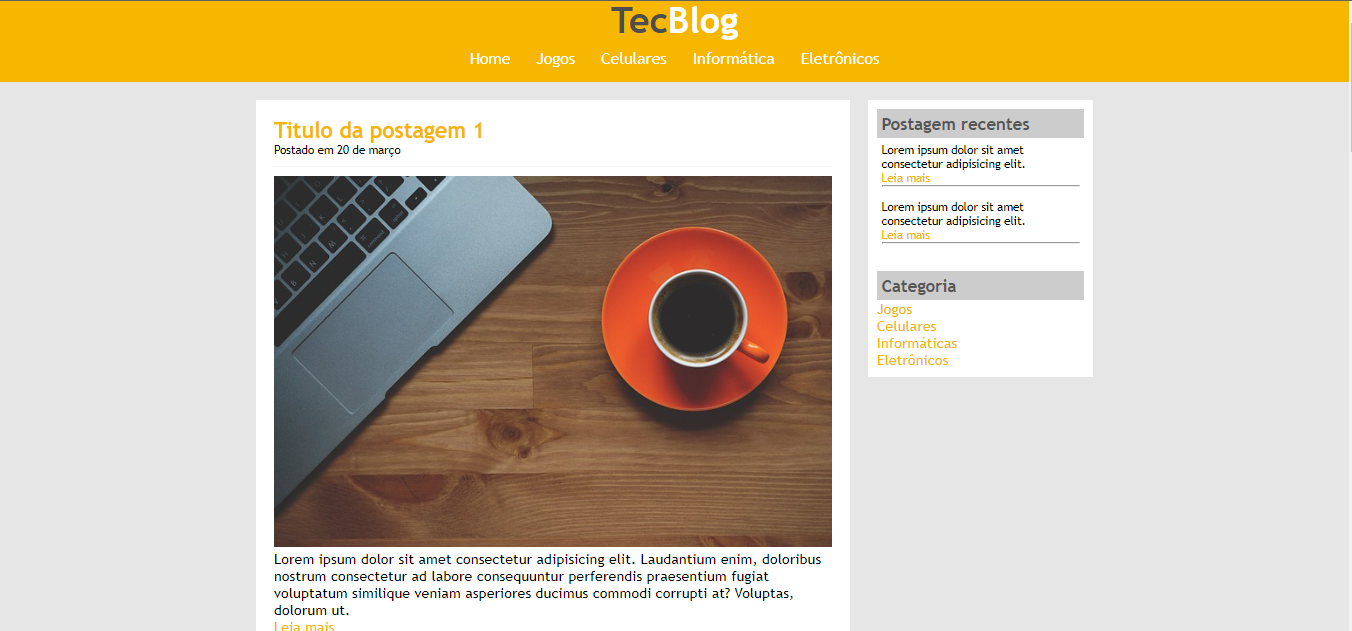 TecBlog
Home Jogos Celulares Informática Eletrônicos
Titulo da postagem 1
Postado em 20 de março
Lorem ipsum dolor sit amet consectetur adipisicing elit. Laudantium enim, doloribus
nostrum consectetur ad labore consequuntur perferendis praesentium fugiat
voluptatum similique veniam asperiores ducimus commodi corrupti at? Voluptas,
dolorum ut.
Leia mais
Postagem recentes
Lorem ipsum dolor sit amet
consectetur adipisicing elit.
Leia mais
Lorem ipsum dolor sit amet
consectetur adipisicing elit.
Leia mais
Categoria
Jogos
Celulares
Informáticas
Eletrônicos